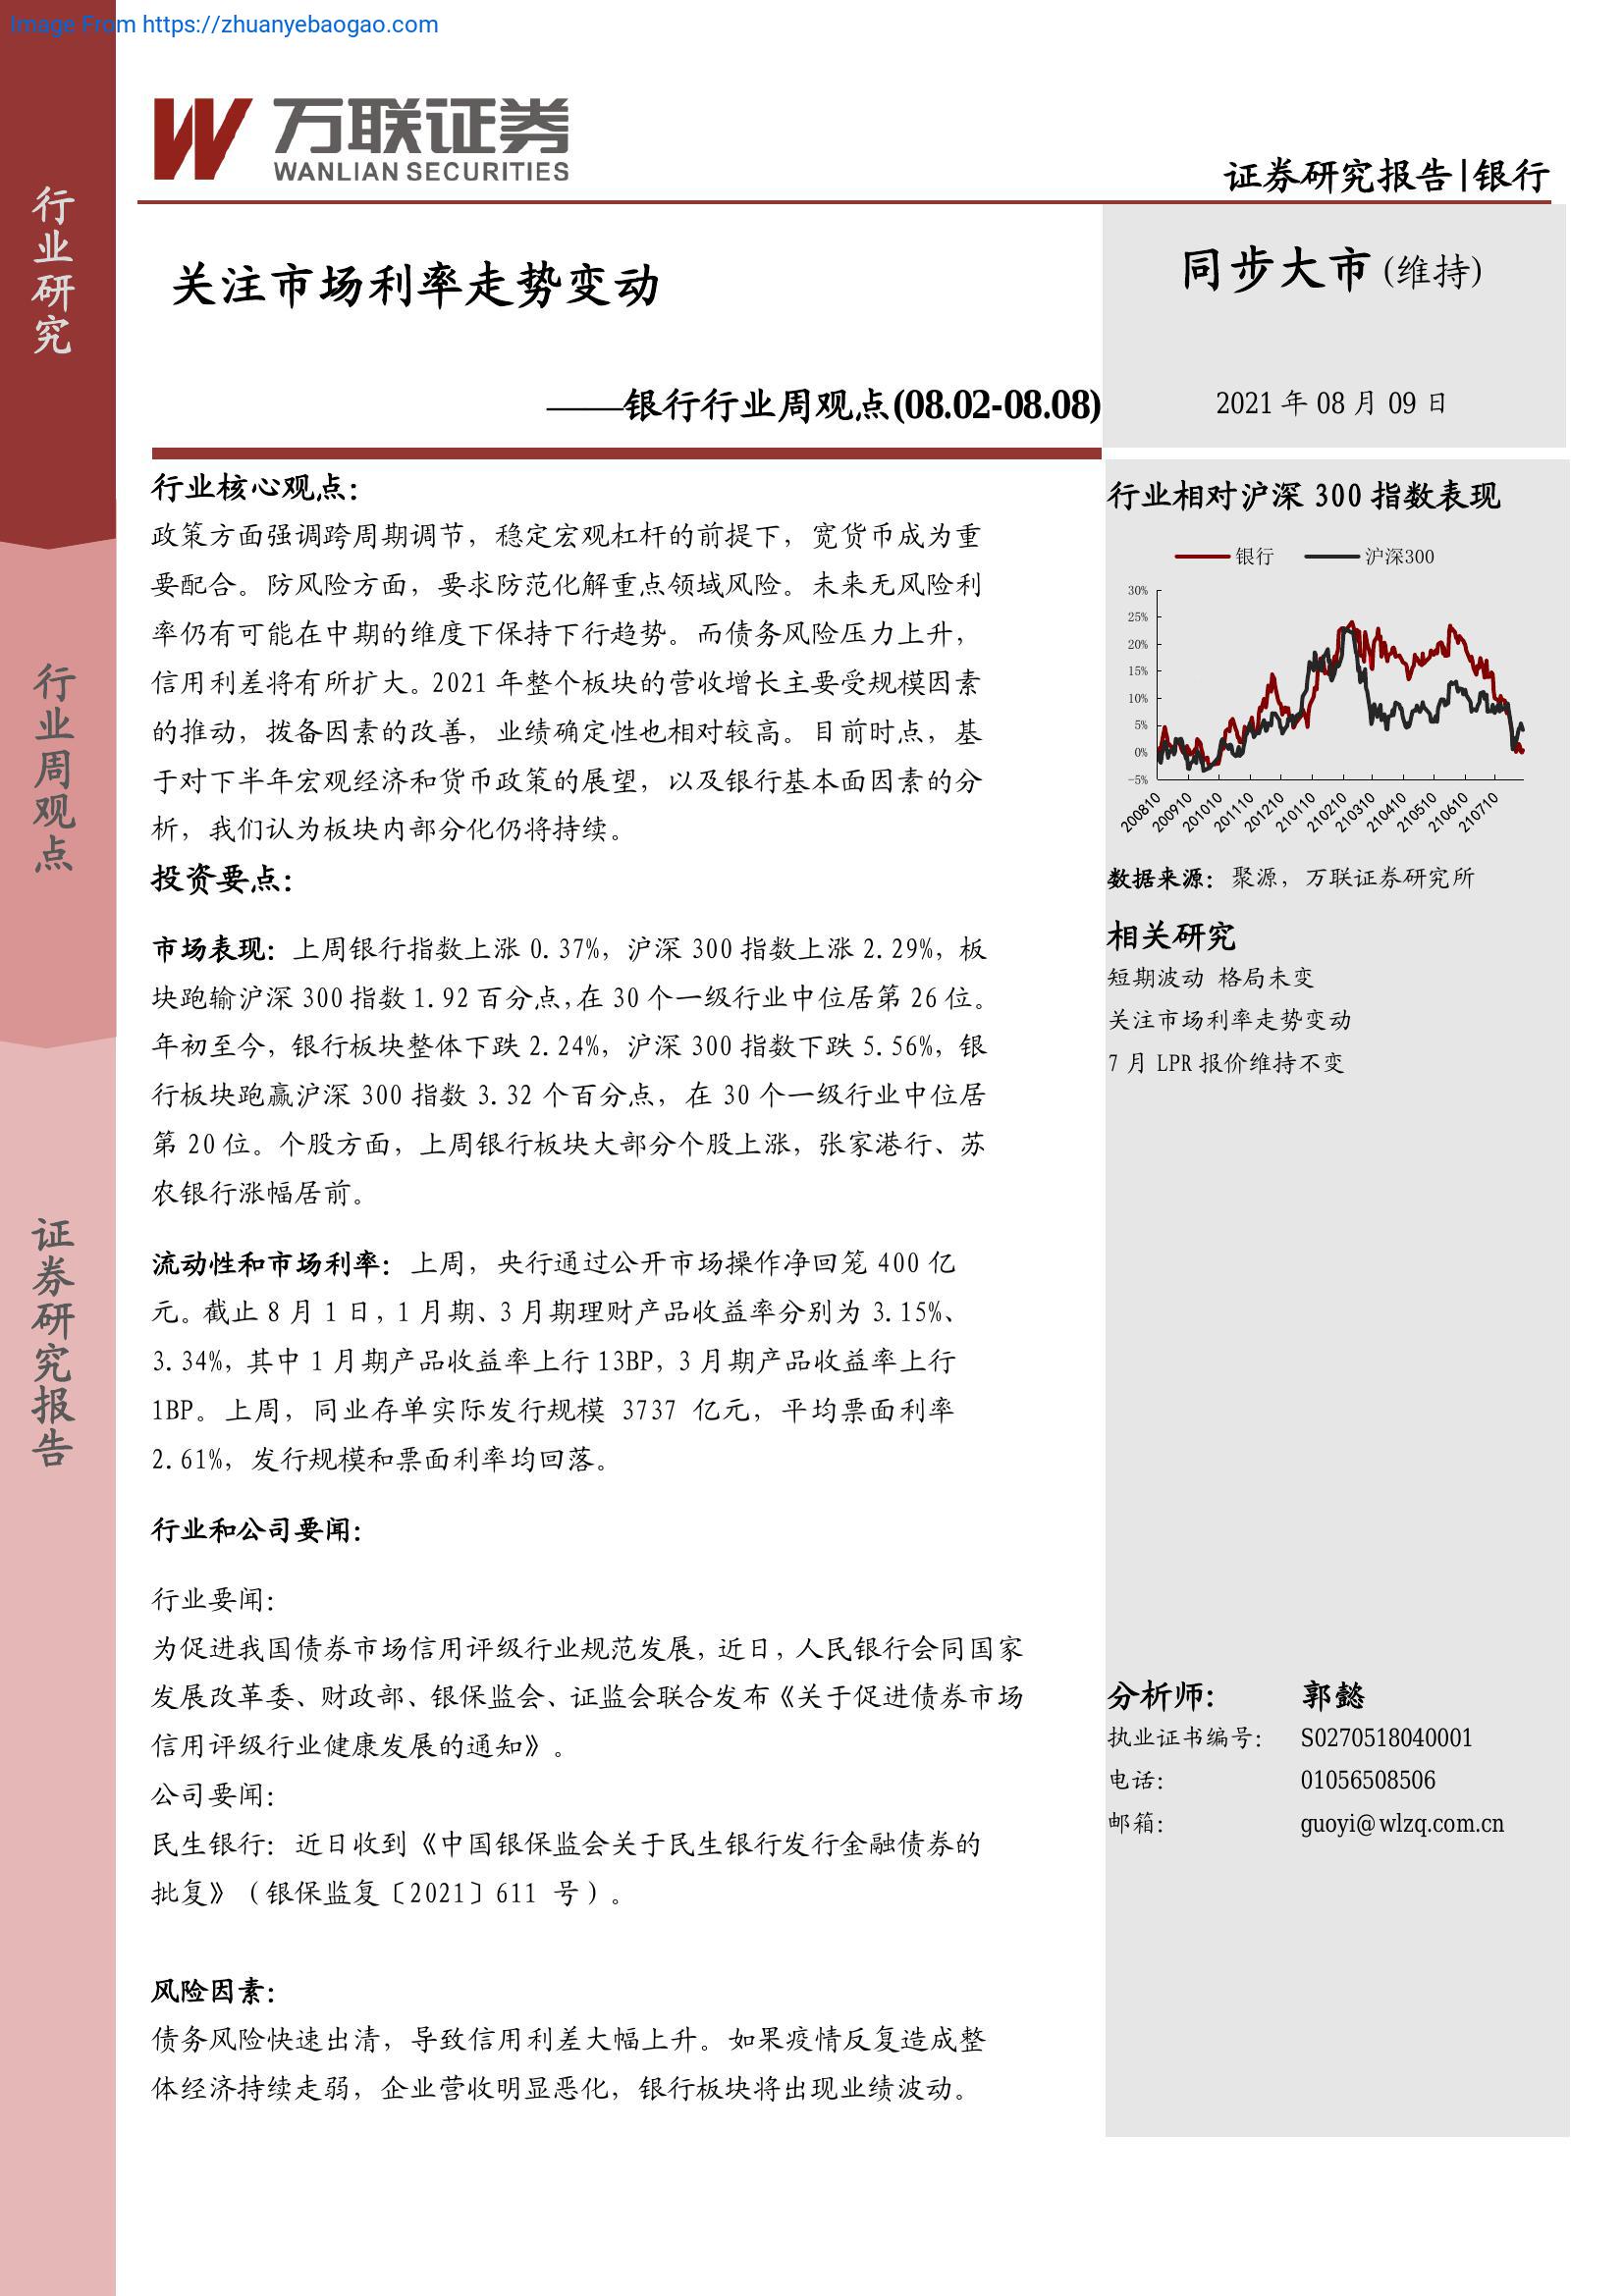 Image From https://zhuanyebaogao.com
万联证券
WANLIAN SECURITIES
证券研究报告|银行
行业研究
行业周观点
证券研究报告
关注市场利率走势变动
——银行行业周观点(08.02-08.08)
同步大市(维持)
2021 年 08 月 09 日
行业核心观点:
政策方面强调跨周期调节，稳定宏观杠杆的前提下，宽货币成为重
要配合。防风险方面，要求防范化解重点领域风险。未来无风险利
率仍有可能在中期的维度下保持下行趋势。而债务风险压力上升，
信用利差将有所扩大。2021 年整个板块的营收增长主要受规模因素
的推动，拨备因素的改善，业绩确定性也相对较高。目前时点，基
于对下半年宏观经济和货币政策的展望，以及银行基本面因素的分
析，我们认为板块内部分化仍将持续。
投资要点:
市场表现：上周银行指数上涨 0.37%，沪深 300 指数上涨 2.29%，板
块跑输沪深 300 指数 1.92 百分点,在 30 个一级行业中位居第 26 位。
年初至今，银行板块整体下跌 2.24%，沪深 300 指数下跌 5.56%，银
行板块跑赢沪深 300 指数 3.32 个百分点，在 30 个一级行业中位居
第 20 位。个股方面，上周银行板块大部分个股上涨，张家港行、苏
农银行涨幅居前。
流动性和市场利率：上周，央行通过公开市场操作净回笼 400 亿
元。截止 8 月 1 日，1 月期、3 月期理财产品收益率分别为 3.15%、
3.34%，其中 1 月期产品收益率上行 13BP，3 月期产品收益率上行
1BP。上周，同业存单实际发行规模 3737 亿元，平均票面利率
2.61%，发行规模和票面利率均回落。
行业和公司要闻:
行业要闻：
为促进我国债券市场信用评级行业规范发展，近日，人民银行会同国家
发展改革委、财政部、银保监会、证监会联合发布《关于促进债券市场
信用评级行业健康发展的通知》。
公司要闻：
民生银行：近日收到《中国银保监会关于民生银行发行金融债券的
批复》（银保监复〔2021〕611 号）。
风险因素:
债务风险快速出清，导致信用利差大幅上升。如果疫情反复造成整
体经济持续走弱，企业营收明显恶化，银行板块将出现业绩波动。
行业相对沪深 300 指数表现
银行 沪深300
30%
25%
20%
15%
10%
5%
0%
-5%
200810 200910 201010 201110 201210 210110 210210 210310 210410 210510 210610 210710
数据来源：聚源，万联证券研究所
相关研究
短期波动 格局未变
关注市场利率走势变动
7 月 LPR 报价维持不变
分析师: 郭懿
执业证书编号： S0270518040001
电话： 01056508506
邮箱： guoyi@wlzq.com.cn